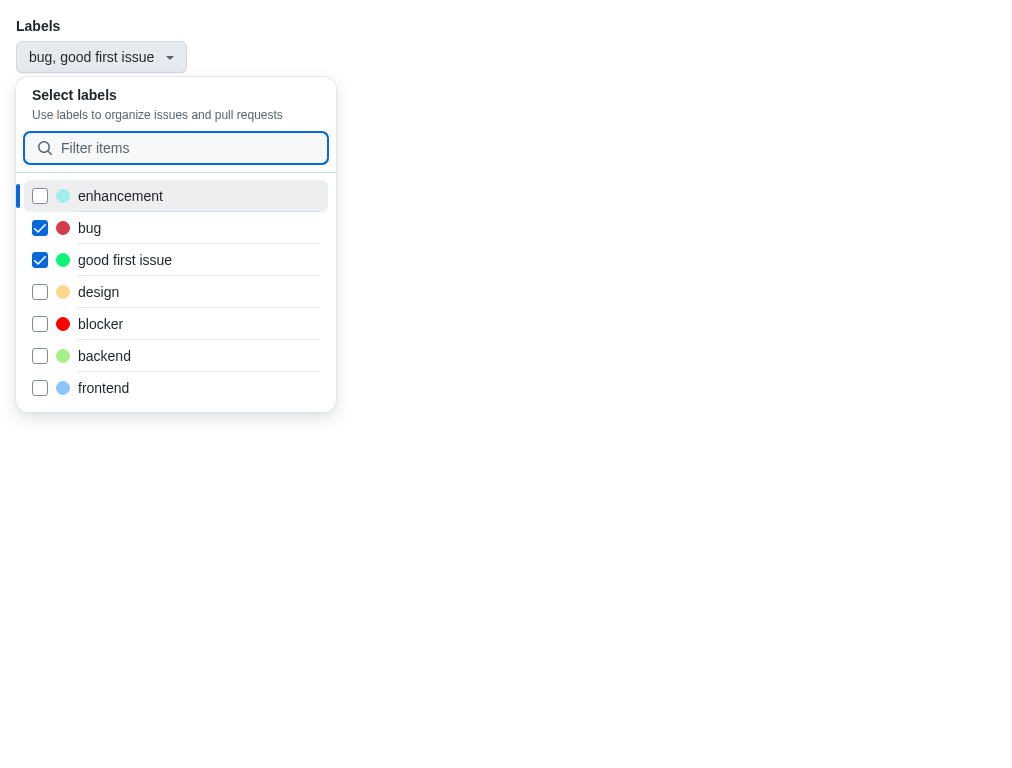 Labels
bug, good first issue
Select labels
Use labels to organize issues and pull requests
Filter items
enhancement
bug
good first issue
design
blocker
backend
frontend